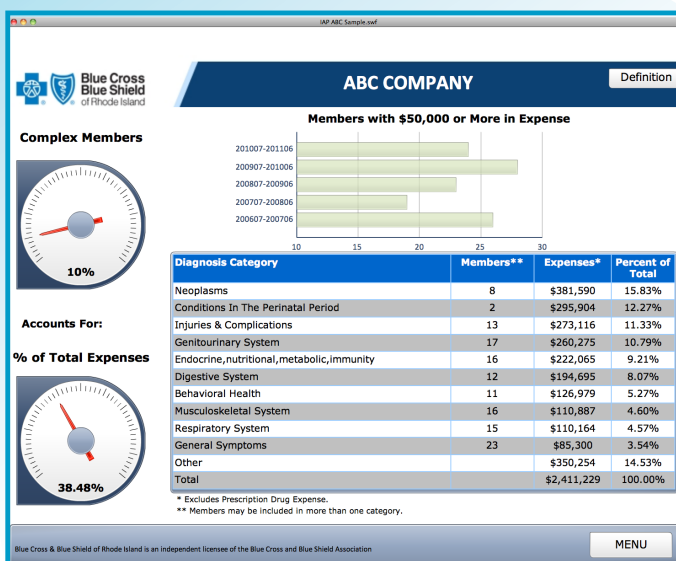 IAP ABC Sample.swf
Blue Cross
Blue Shield
of Rhode Island
ABC COMPANY
Definition
Complex Members
10%
Accounts For:
% of Total Expenses
38.48%
Members with $50,000 or More in Expense
201007-201106
200907-201006
200807-200906
200707-200806
200607-200706
10 15 20 25 30
Diagnosis Category Members** Expenses* Percent of
Total
Neoplasms 8 $381,590 15.83%
Conditions In The Perinatal Period 2 $295,904 12.27%
Injuries & Complications 13 $273,116 11.33%
Genitourinary System 17 $260,275 10.79%
Endocrine,nutritional,metabolic,immunity 16 $222,065 9.21%
Digestive System 12 $194,695 8.07%
Behavioral Health 11 $126,979 5.27%
Musculoskeletal System 16 $110,887 4.60%
Respiratory System 15 $110,164 4.57%
General Symptoms 23 $85,300 3.54%
Other $350,254 14.53%
Total $2,411,229 100.00%
* Excludes Prescription Drug Expense.
** Members may be included in more than one category.
Blue Cross & Blue Shield of Rhode Island is an independent licensee of the Blue Cross and Blue Shield Association
MENU